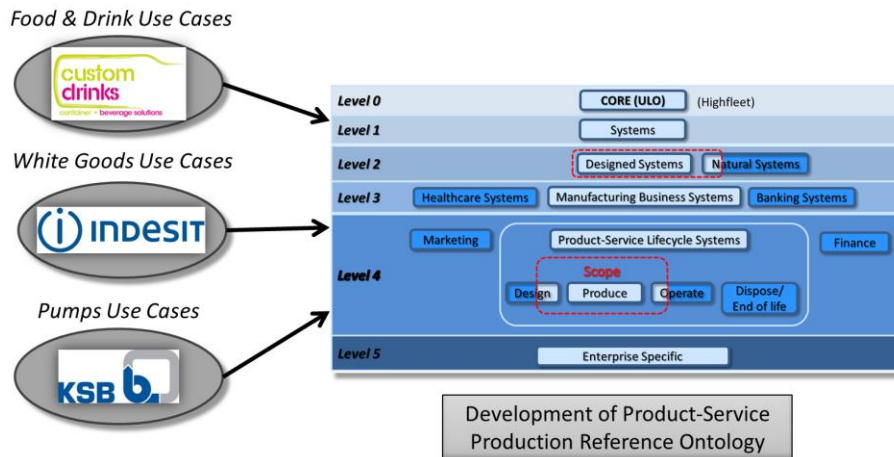 Food & Drink Use Cases
custom
drinks
container + beverage solutions
White Goods Use Cases
indesit
Pumps Use Cases
KSB b
Level 0
CORE (ULO)
(Highfleet)
Level 1
Systems
Level 2
Designed Systems
Natural Systems
Level 3
Healthcare Systems
Manufacturing Business Systems
Banking Systems
Marketing
Product-Service Lifecycle Systems
Finance
Level 4
Scope
Design
Produce
Operate
Dispose/
End of life
Level 5
Enterprise Specific
Development of Product-Service
Production Reference Ontology